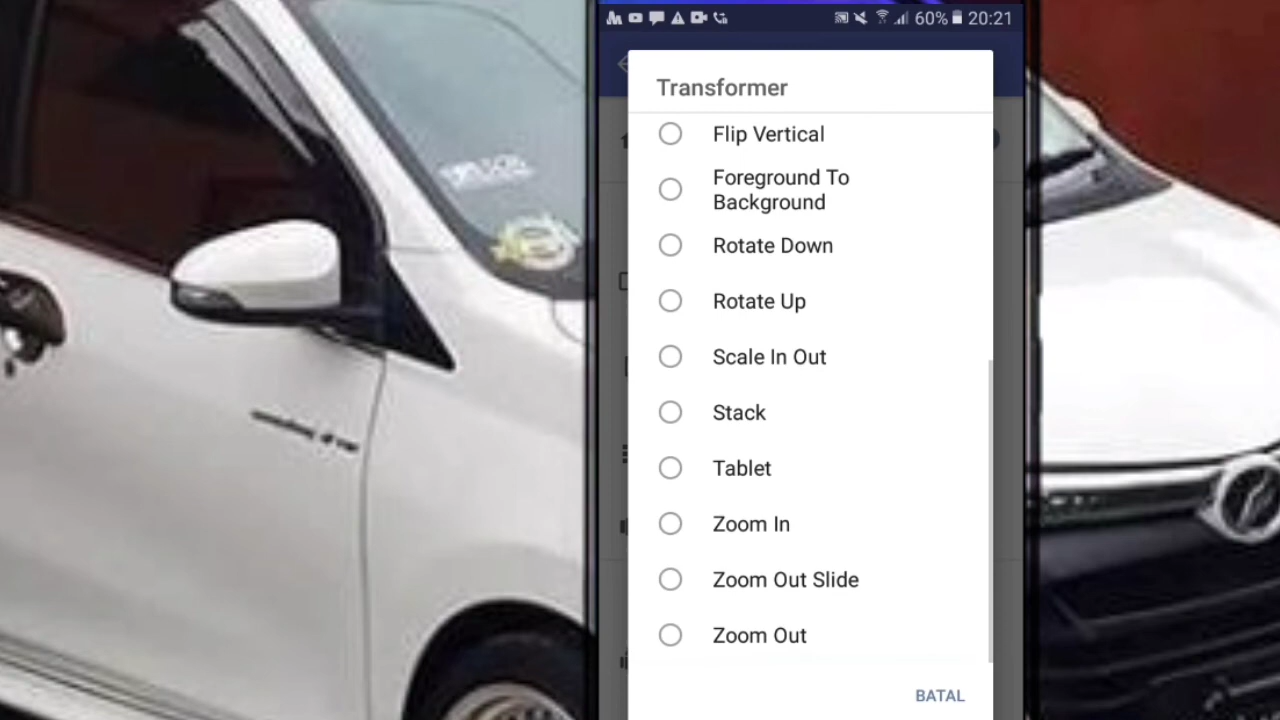 60% 20:21
Transformer
Flip Vertical
Foreground To
Background
Rotate Down
Rotate Up
Scale In Out
Stack
Tablet
Zoom In
Zoom Out Slide
Zoom Out
BATAL